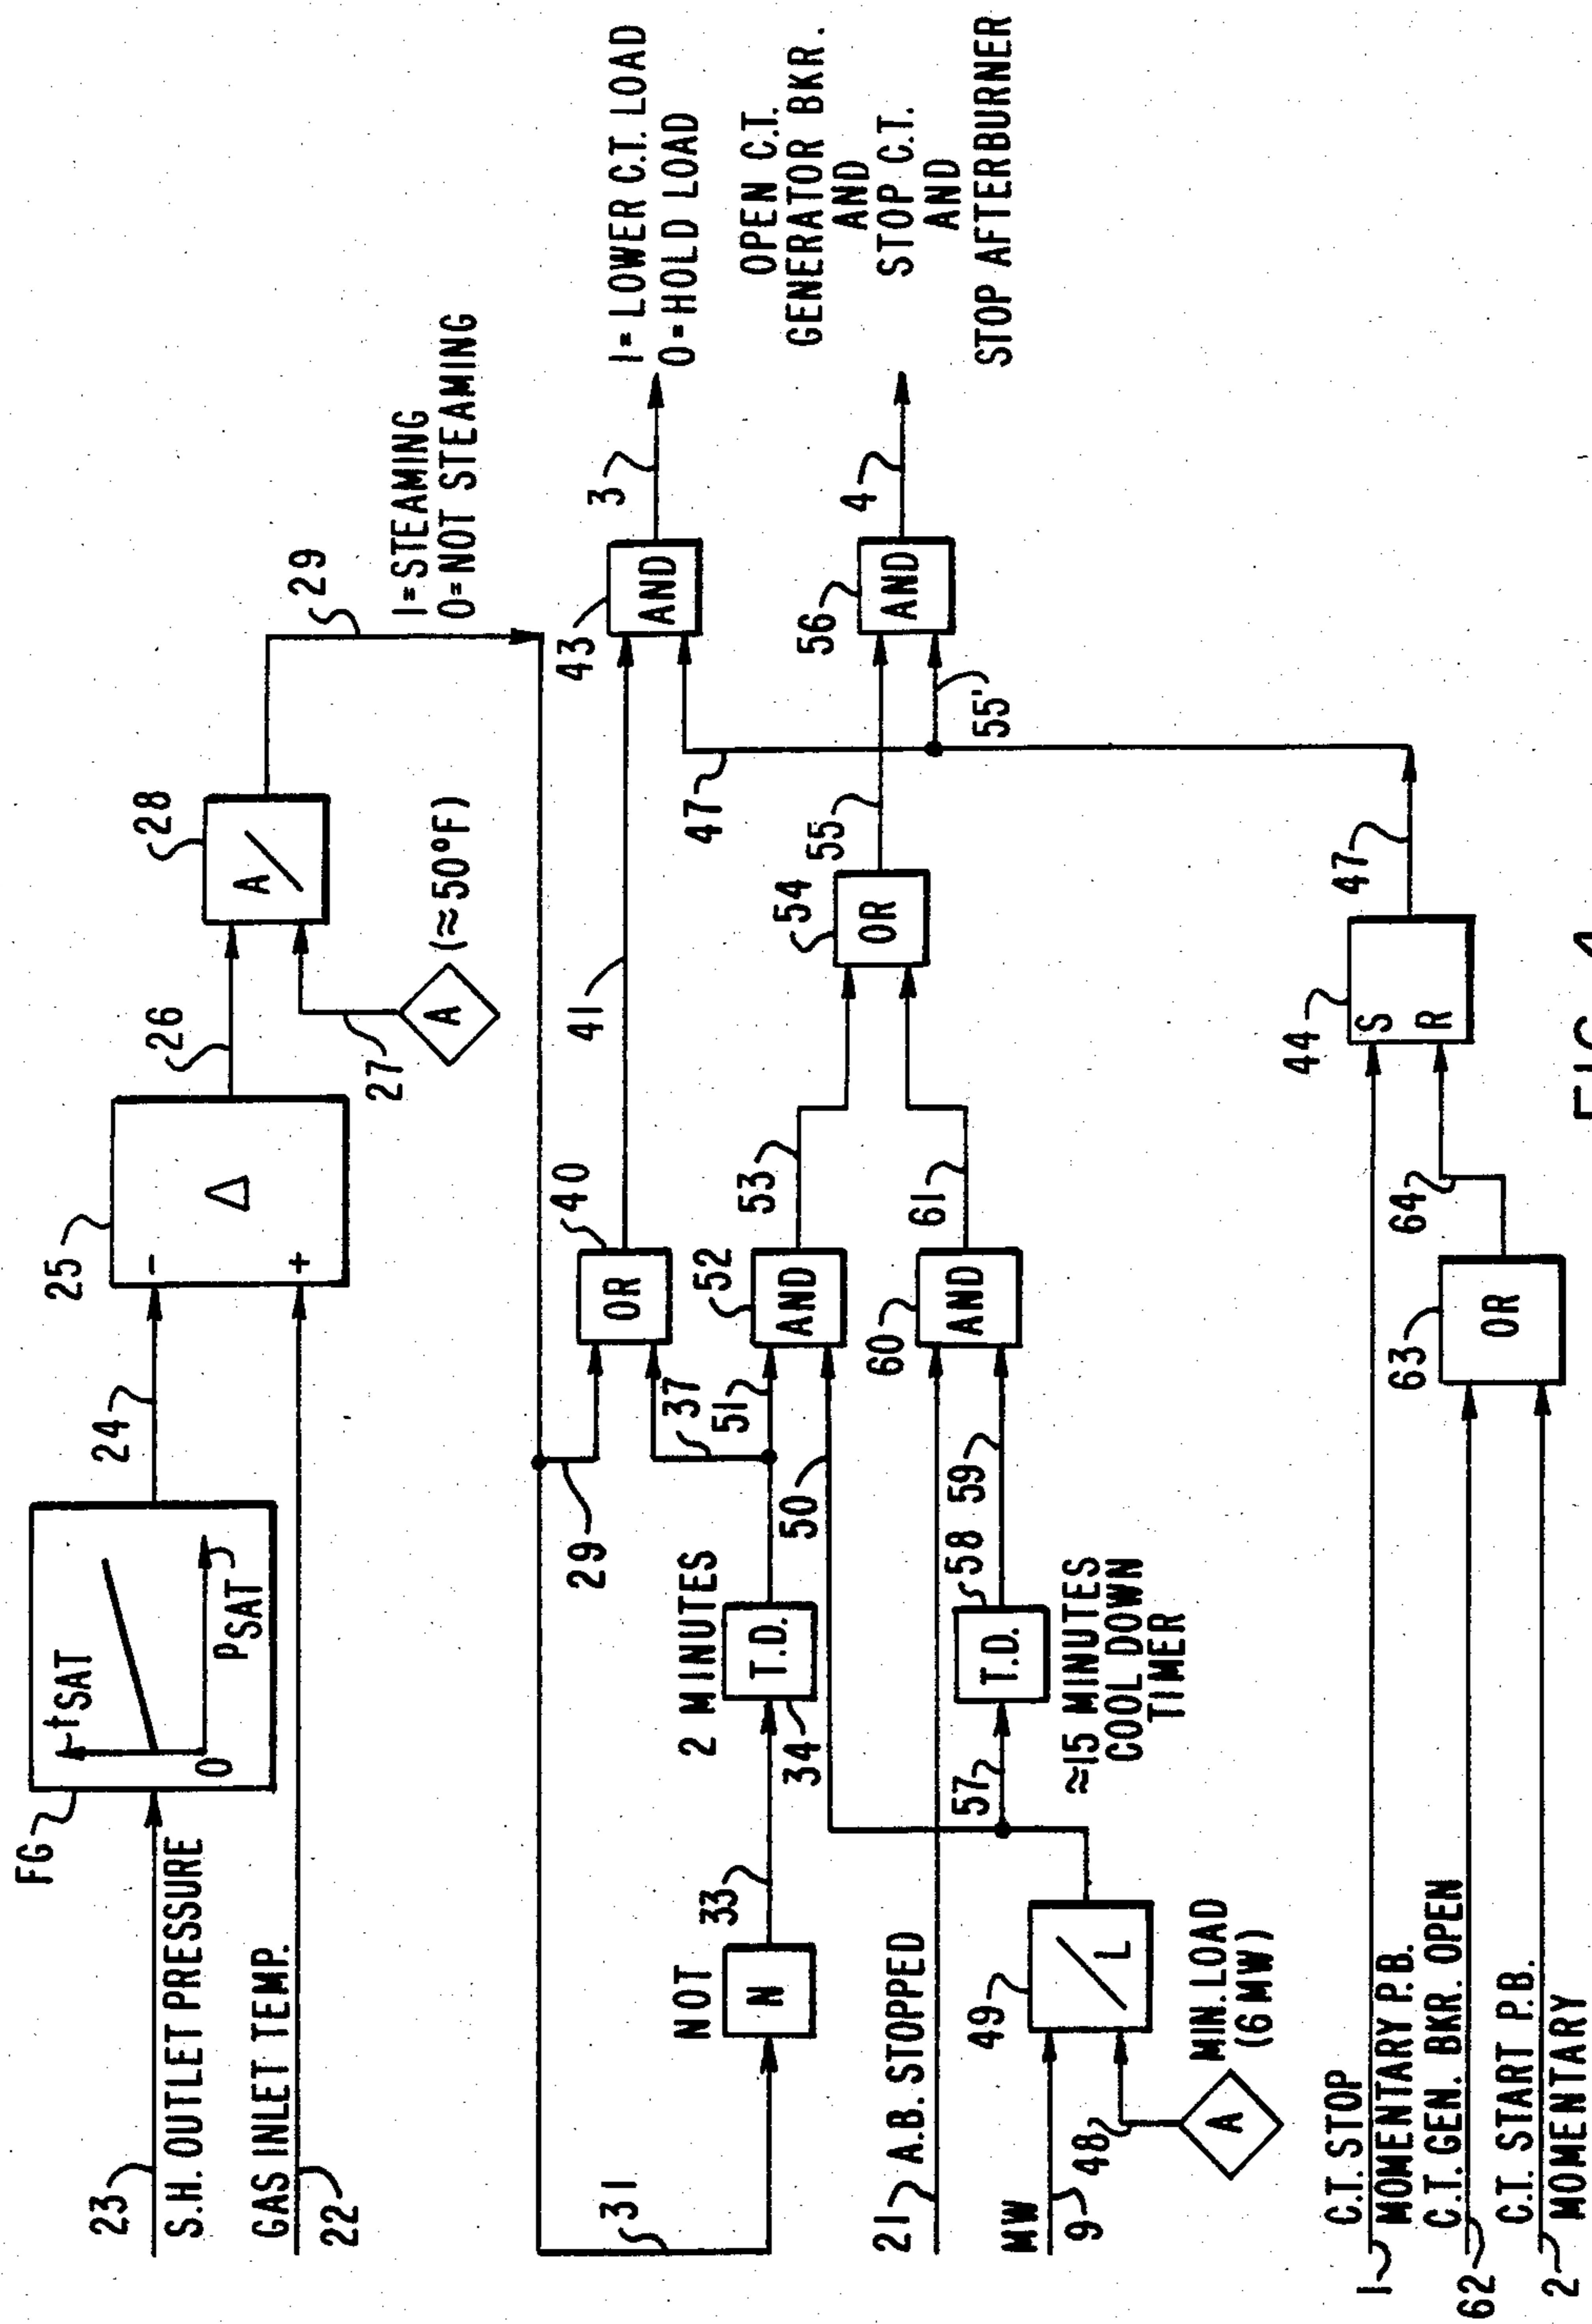 FG
23
S.H. OUTLET PRESSURE
tSAT
PSAT
0
24
25
-
Δ
+
GAS INLET TEMP.
22
26
27
A
(≈50°F)
28
A
29
1=STEAMING
0=NOT STEAMING
31
NOT
N
33
2 MINUTES
T.D.
34
29
37
51
50
40
OR
41
43
AND
3
1=LOWER C.T. LOAD
0=HOLD LOAD
52
AND
53
54
OR
55
55'
56
AND
4
OPEN C.T.
GENERATOR BKR.
AND
STOP C.T.
AND
STOP AFTERBURNER
21
A.B. STOPPED
MW
9
48
A
MIN. LOAD
(6 MW)
49
L
57
58
T.D.
≈15 MINUTES
COOL DOWN
TIMER
59
60
AND
61
47
1
C.T. STOP
MOMENTARY P.B.
62
C.T. GEN. BKR. OPEN
2
C.T. START P.B.
MOMENTARY
63
OR
64
44
S
R
47